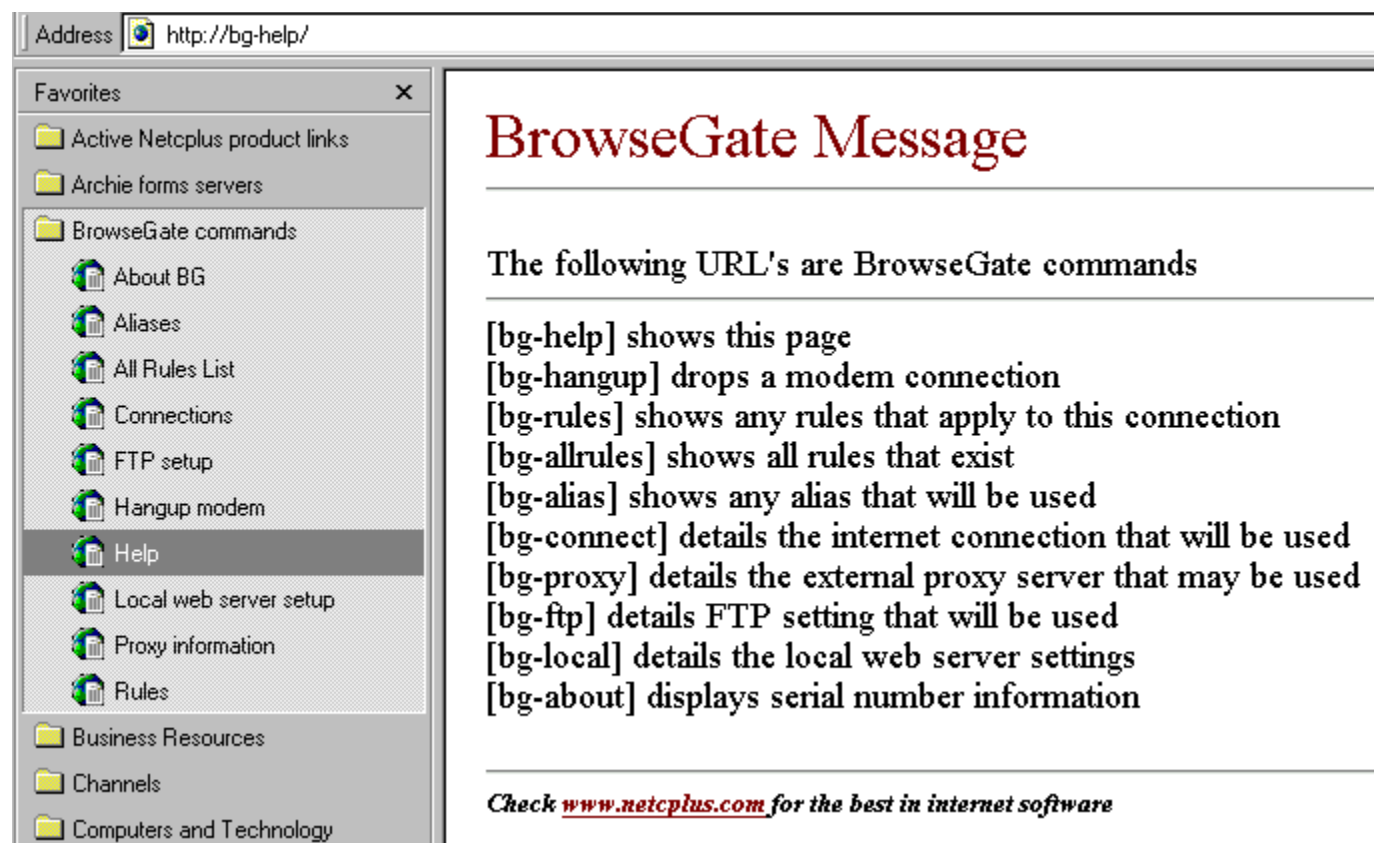 Address http://bg-help/
Favorites
Active Netcplus product links
Archie forms servers
BrowseGate commands
About BG
Aliases
All Rules List
Connections
FTP setup
Hangup modem
Help
Local web server setup
Proxy information
Rules
Business Resources
Channels
Computers and Technology
BrowseGate Message
The following URL's are BrowseGate commands
[bg-help] shows this page
[bg-hangup] drops a modem connection
[bg-rules] shows any rules that apply to this connection
[bg-allrules] shows all rules that exist
[bg-alias] shows any alias that will be used
[bg-connect] details the internet connection that will be used
[bg-proxy] details the external proxy server that may be used
[bg-ftp] details FTP setting that will be used
[bg-local] details the local web server settings
[bg-about] displays serial number information
Check www.netcplus.com for the best in internet software